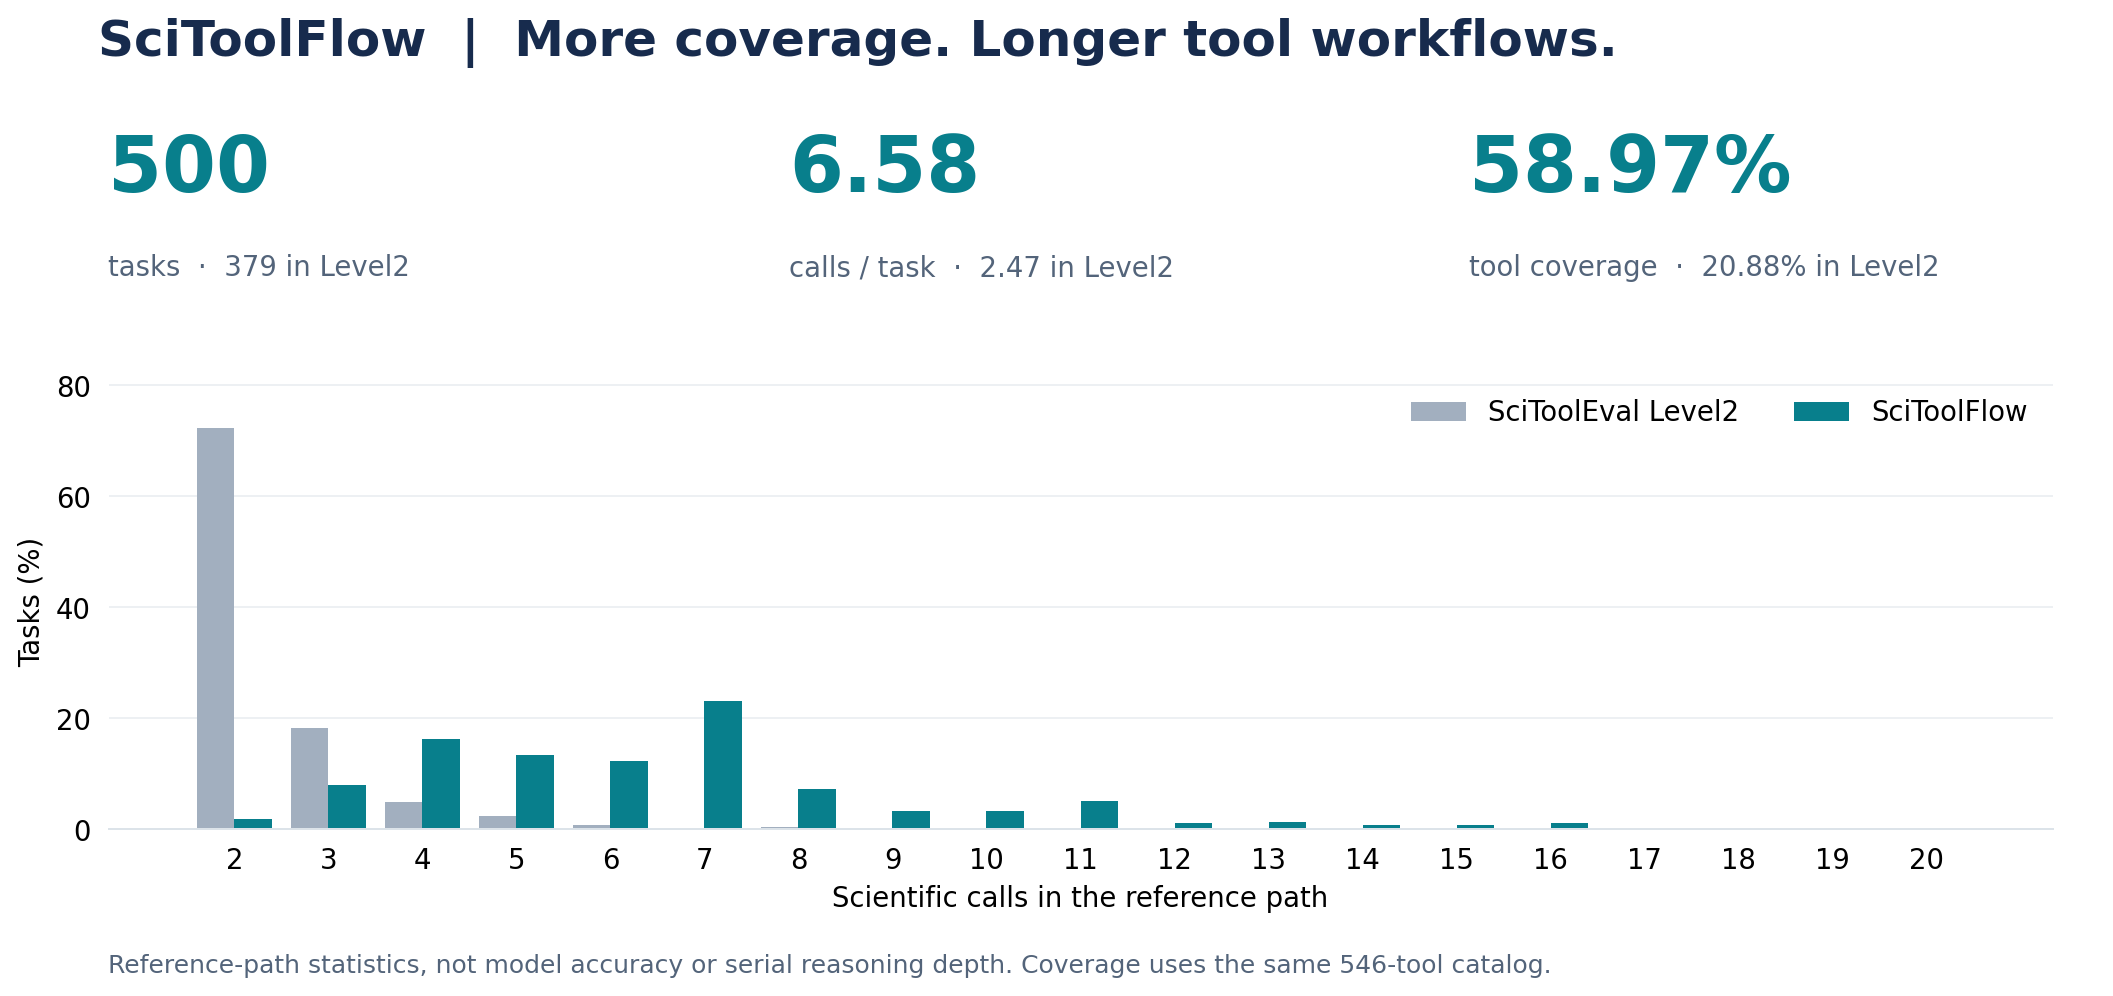 SciToolFlow | More coverage. Longer tool workflows.
500
6.58
58.97%
tasks · 379 in Level2
calls / task · 2.47 in Level2
tool coverage · 20.88% in Level2
SciToolEval Level2
SciToolFlow
Tasks (%)
80
60
40
20
0
2 3 4 5 6 7 8 9 10 11 12 13 14 15 16 17 18 19 20
Scientific calls in the reference path
Reference-path statistics, not model accuracy or serial reasoning depth. Coverage uses the same 546-tool catalog.